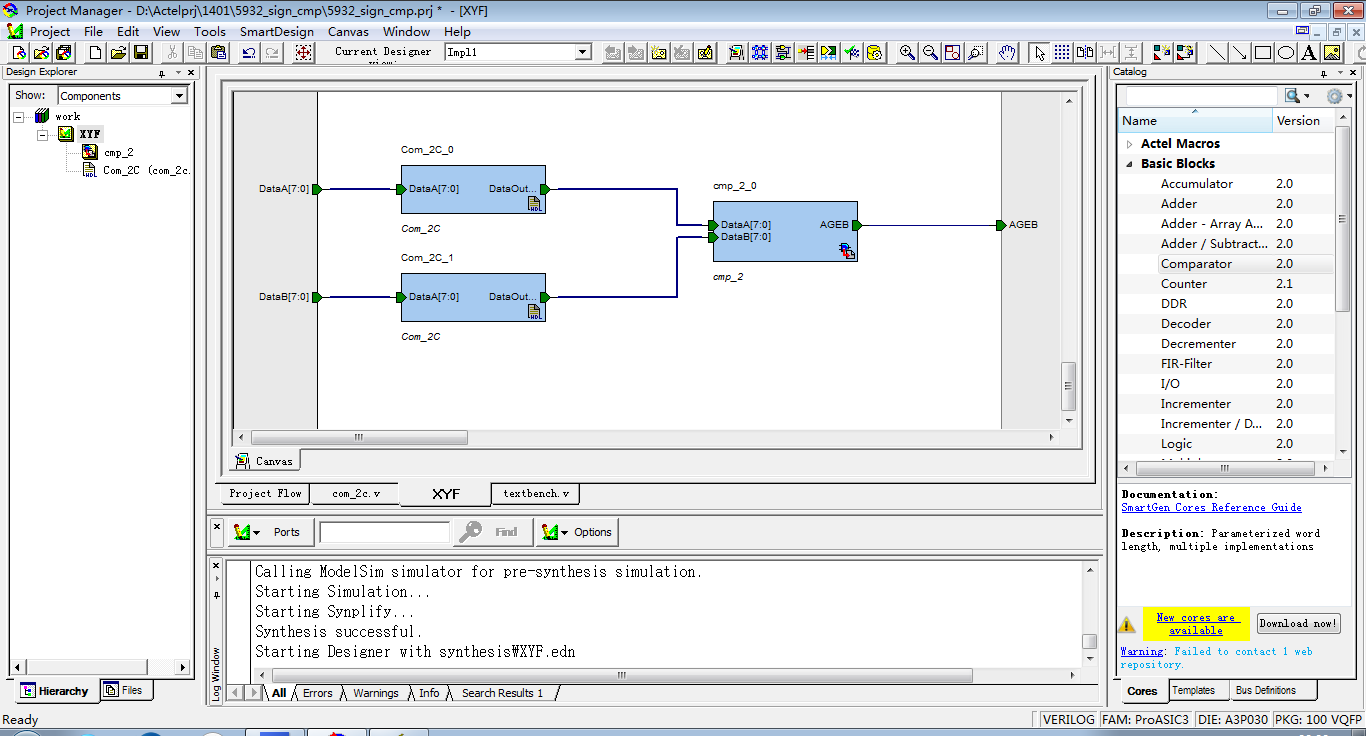 Project Manager - D:\Actelprj\1401\5932_sign_cmp\5932_sign_cmp.prj * - [XYF]
Project File Edit View Tools SmartDesign Canvas Window Help
Current Designer
Impl1
Design Explorer
Show: Components
work
XYF
cmp_2
Com_2C (com_2c.
Hierarchy Files
Com_2C_0
DataA[7:0] DataA[7:0] DataOut...
Com_2C
Com_2C_1
DataB[7:0] DataA[7:0] DataOut...
Com_2C
cmp_2_0
DataA[7:0] AGEB AGEB
DataB[7:0]
cmp_2
Canvas
Project Flow com_2c.v XYF textbench.v
Ports Find Options
Log Window
Calling ModelSim simulator for pre-synthesis simulation.
Starting Simulation...
Starting Synplify...
Synthesis successful.
Starting Designer with synthesis₩XYF.edn
All Errors Warnings Info Search Results 1
Catalog
Name Version
Actel Macros
Basic Blocks
Accumulator 2.0
Adder 2.0
Adder - Array A... 2.0
Adder / Subtract... 2.0
Comparator 2.0
Counter 2.1
DDR 2.0
Decoder 2.0
Decrementer 2.0
FIR-Filter 2.0
I/O 2.0
Incrementer 2.0
Incrementer / D... 2.0
Logic 2.0
Documentation:
SmartGen Cores Reference Guide
Description: Parameterized word
length, multiple implementations
New cores are
available
Download now!
Warning: Failed to contact 1 web
repository.
Cores Templates Bus Definitions
Ready
VERILOG FAM: ProASIC3 DIE: A3P030 PKG: 100 VQFP